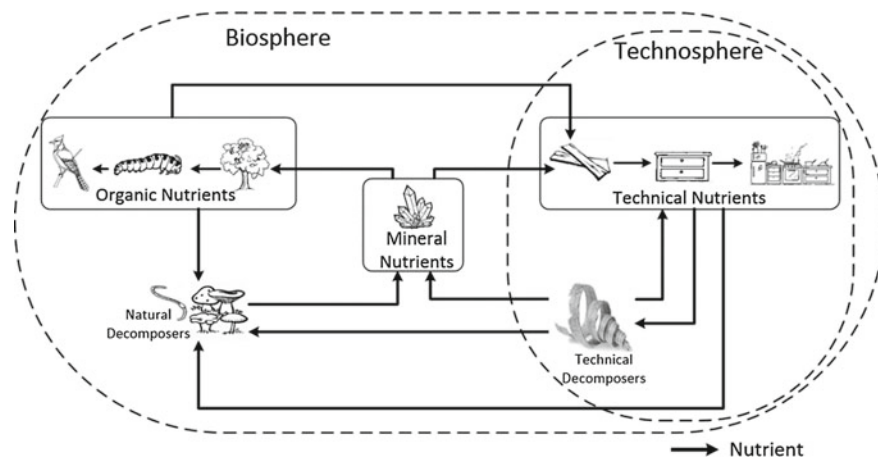 Biosphere
Technosphere
Organic Nutrients
Technical Nutrients
Mineral
Nutrients
Natural
Decomposers
Technical
Decomposers
Nutrient